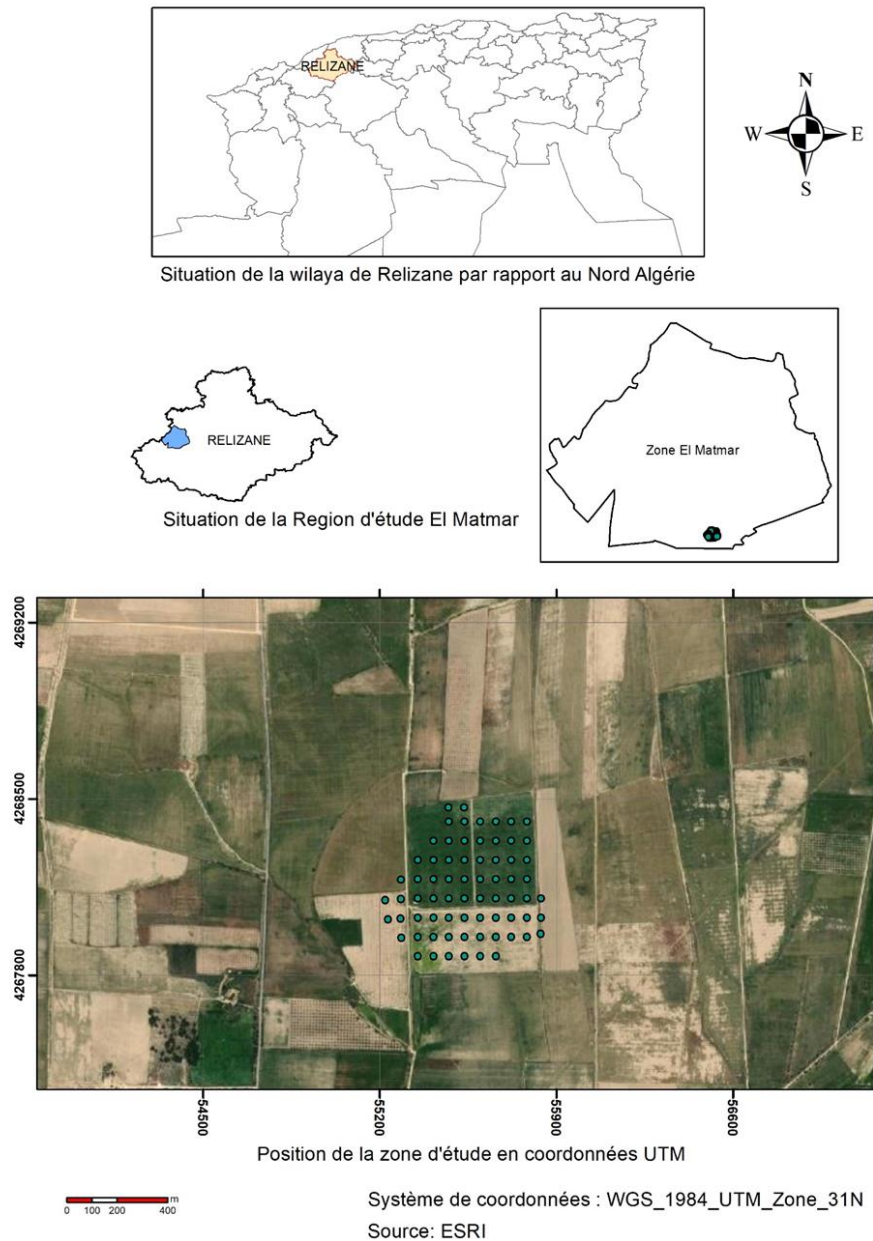 RELIZANE
N
W E
S
Situation de la wilaya de Relizane par rapport au Nord Algérie
RELIZANE
Situation de la Region d'étude El Matmar
Zone El Matmar
4269200
4268500
4267800
54500 55200 55900 56600
Position de la zone d'étude en coordonnées UTM
m
0 100 200 400
Système de coordonnées : WGS_1984_UTM_Zone_31N
Source: ESRI